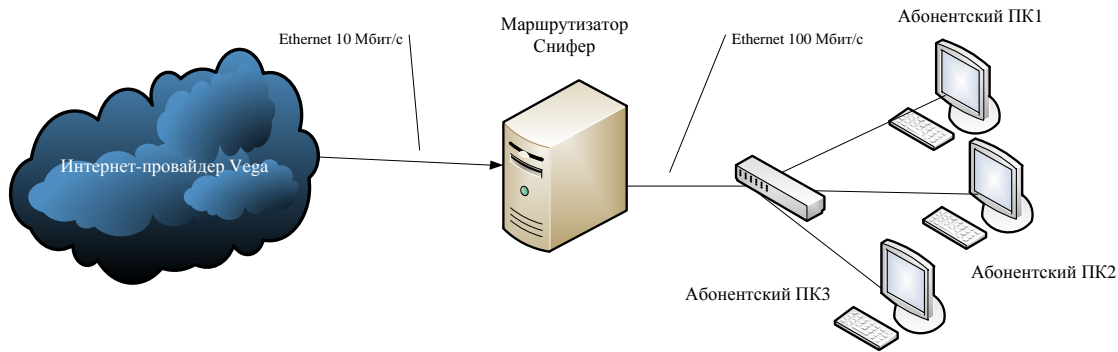 Абонентский ПК1
Маршрутизатор
Снифер
Ethernet 10 Мбит/с
Ethernet 100 Мбит/с
Интернет-провайдер Vega
Абонентский ПК2
Абонентский ПК3